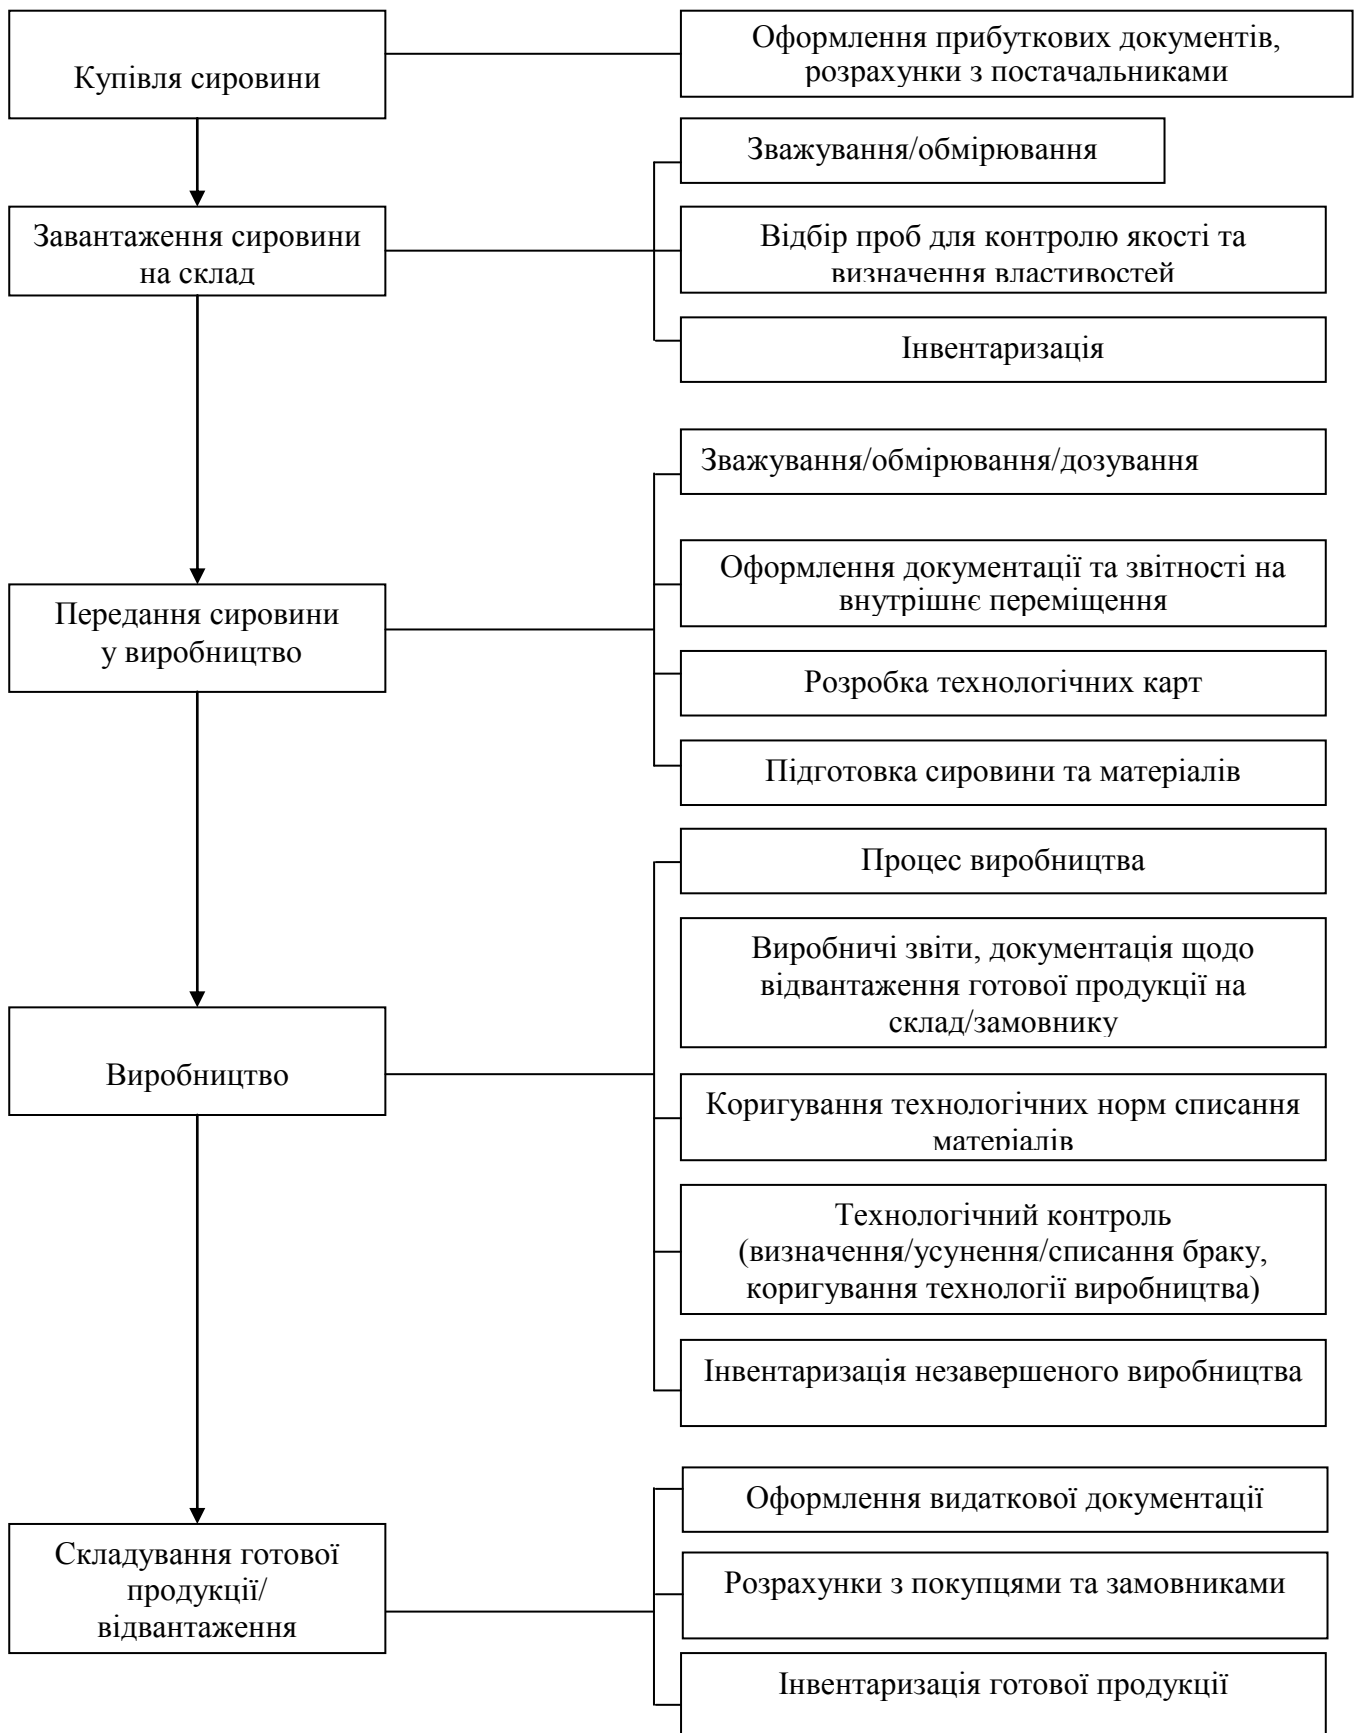 Купівля сировини
Оформлення прибуткових документів,
розрахунки з постачальниками
Зважування/обмірювання
Завантаження сировини
на склад
Відбір проб для контролю якості та
визначення властивостей
Інвентаризація
Зважування/обмірювання/дозування
Оформлення документації та звітності на
внутрішнє переміщення
Передання сировини
у виробництво
Розробка технологічних карт
Підготовка сировини та матеріалів
Процес виробництва
Виробничі звіти, документація щодо
відвантаження готової продукції на
склад/замовнику
Виробництво
Коригування технологічних норм списання
матеріалів
Технологічний контроль
(визначення/усунення/списання браку,
коригування технології виробництва)
Інвентаризація незавершеного виробництва
Оформлення видаткової документації
Складування готової
продукції/
відвантаження
Розрахунки з покупцями та замовниками
Інвентаризація готової продукції